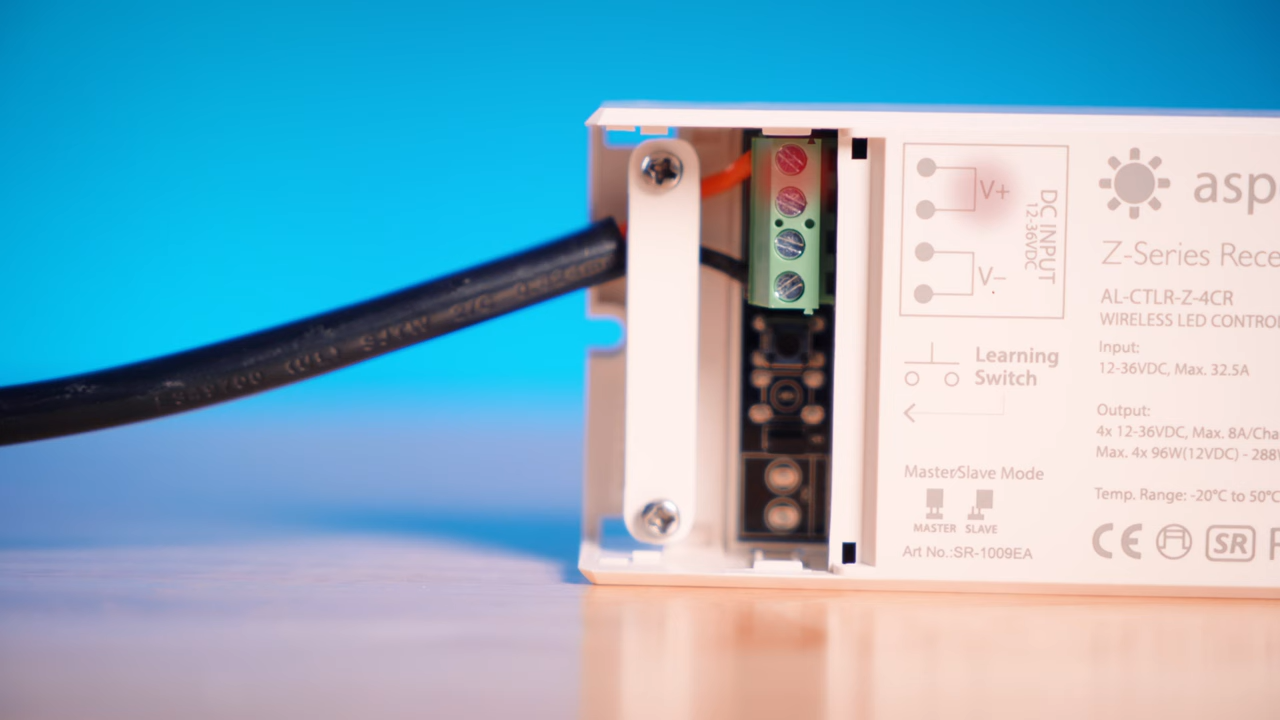 V+
V-
DC INPUT
12-36VDC
Learning
Switch
Master/Slave Mode
MASTER SLAVE
Art No.:SR-1009EA
asp
Z-Series Rece
AL-CTLR-Z-4CR
WIRELESS LED CONTRO
Input:
12-36VDC, Max. 32.5A
Output:
4x 12-36VDC, Max. 8A/Cha
Max. 4x 96W(12VDC) - 288W
Temp. Range: -20°C to 50°C
CE SR